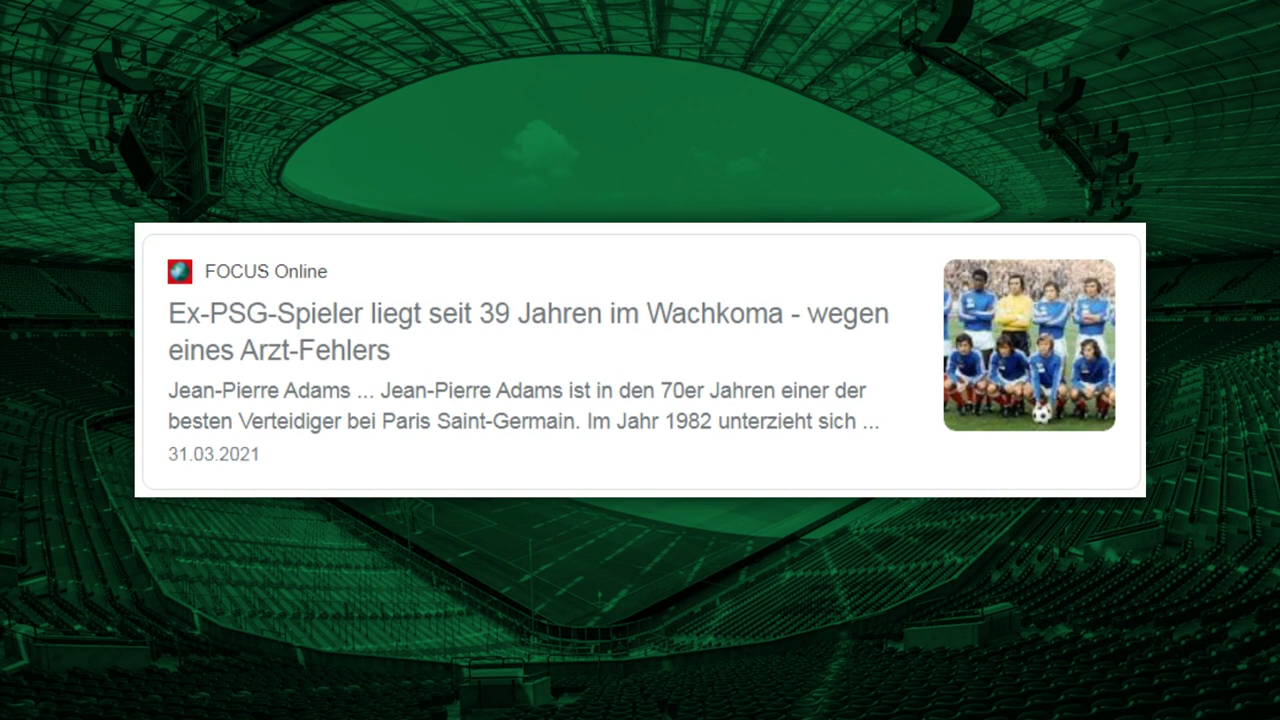 FOCUS Online
Ex-PSG-Spieler liegt seit 39 Jahren im Wachkoma - wegen
eines Arzt-Fehlers
Jean-Pierre Adams ... Jean-Pierre Adams ist in den 70er Jahren einer der
besten Verteidiger bei Paris Saint-Germain. Im Jahr 1982 unterzieht sich ...
31.03.2021